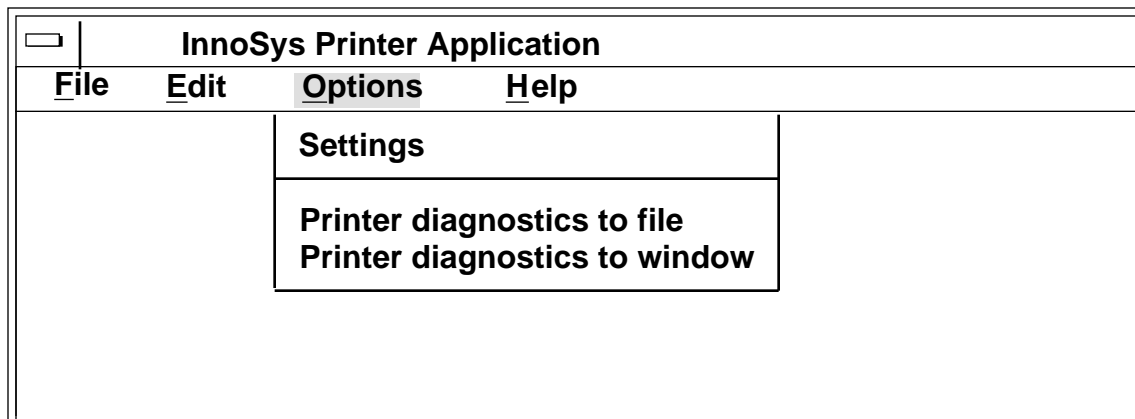 InnoSys Printer Application
File Edit Options Help
Settings
Printer diagnostics to file
Printer diagnostics to window